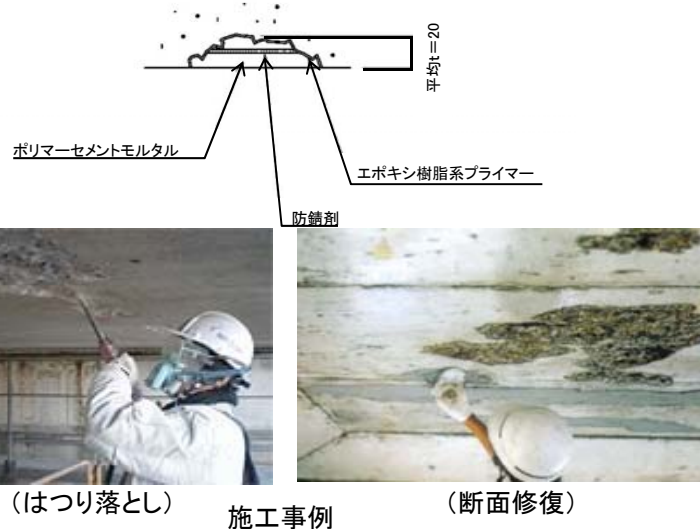 平均t＝20
ポリマーセメントモルタル
エポキシ樹脂系プライマー
防錆剤
（はつり落とし）
（断面修復）
施工事例